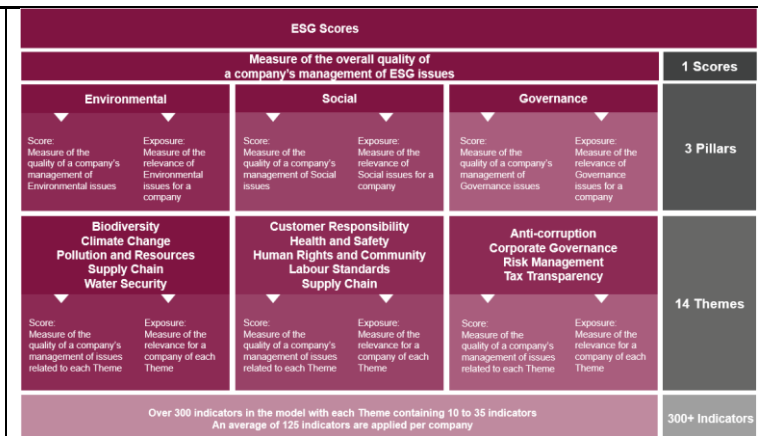 ESG Scores
Measure of the overall quality of
a company's management of ESG issues
1 Scores
Environmental
Score:
Measure of the
quality of a company's
management of
Environmental issues
Exposure:
Measure of the
relevance of
Environmental
issues for a
company
Social
Score:
Measure of the
quality of a company's
management of Social
issues
Exposure:
Measure of the
relevance of
Social issues for a
company
Governance
Score:
Measure of the
quality of a company's
management of
Governance issues
Exposure:
Measure of the
relevance of
Governance
issues for a
company
3 Pillars
Biodiversity
Climate Change
Pollution and Resources
Supply Chain
Water Security
Score:
Measure of the
quality of a company's
management of issues
related to each Theme
Exposure:
Measure of the
relevance for a
company of each
Theme
Customer Responsibility
Health and Safety
Human Rights and Community
Labour Standards
Supply Chain
Score:
Measure of the
quality of a company's
management of issues
related to each Theme
Exposure:
Measure of the
relevance for a
company of each
Theme
Anti-corruption
Corporate Governance
Risk Management
Tax Transparency
Score:
Measure of the
quality of a company's
management of issues
related to each Theme
Exposure:
Measure of the
relevance for a
company of each
Theme
14 Themes
Over 300 indicators in the model with each Theme containing 10 to 35 indicators
An average of 125 indicators are applied per company
300+ Indicators